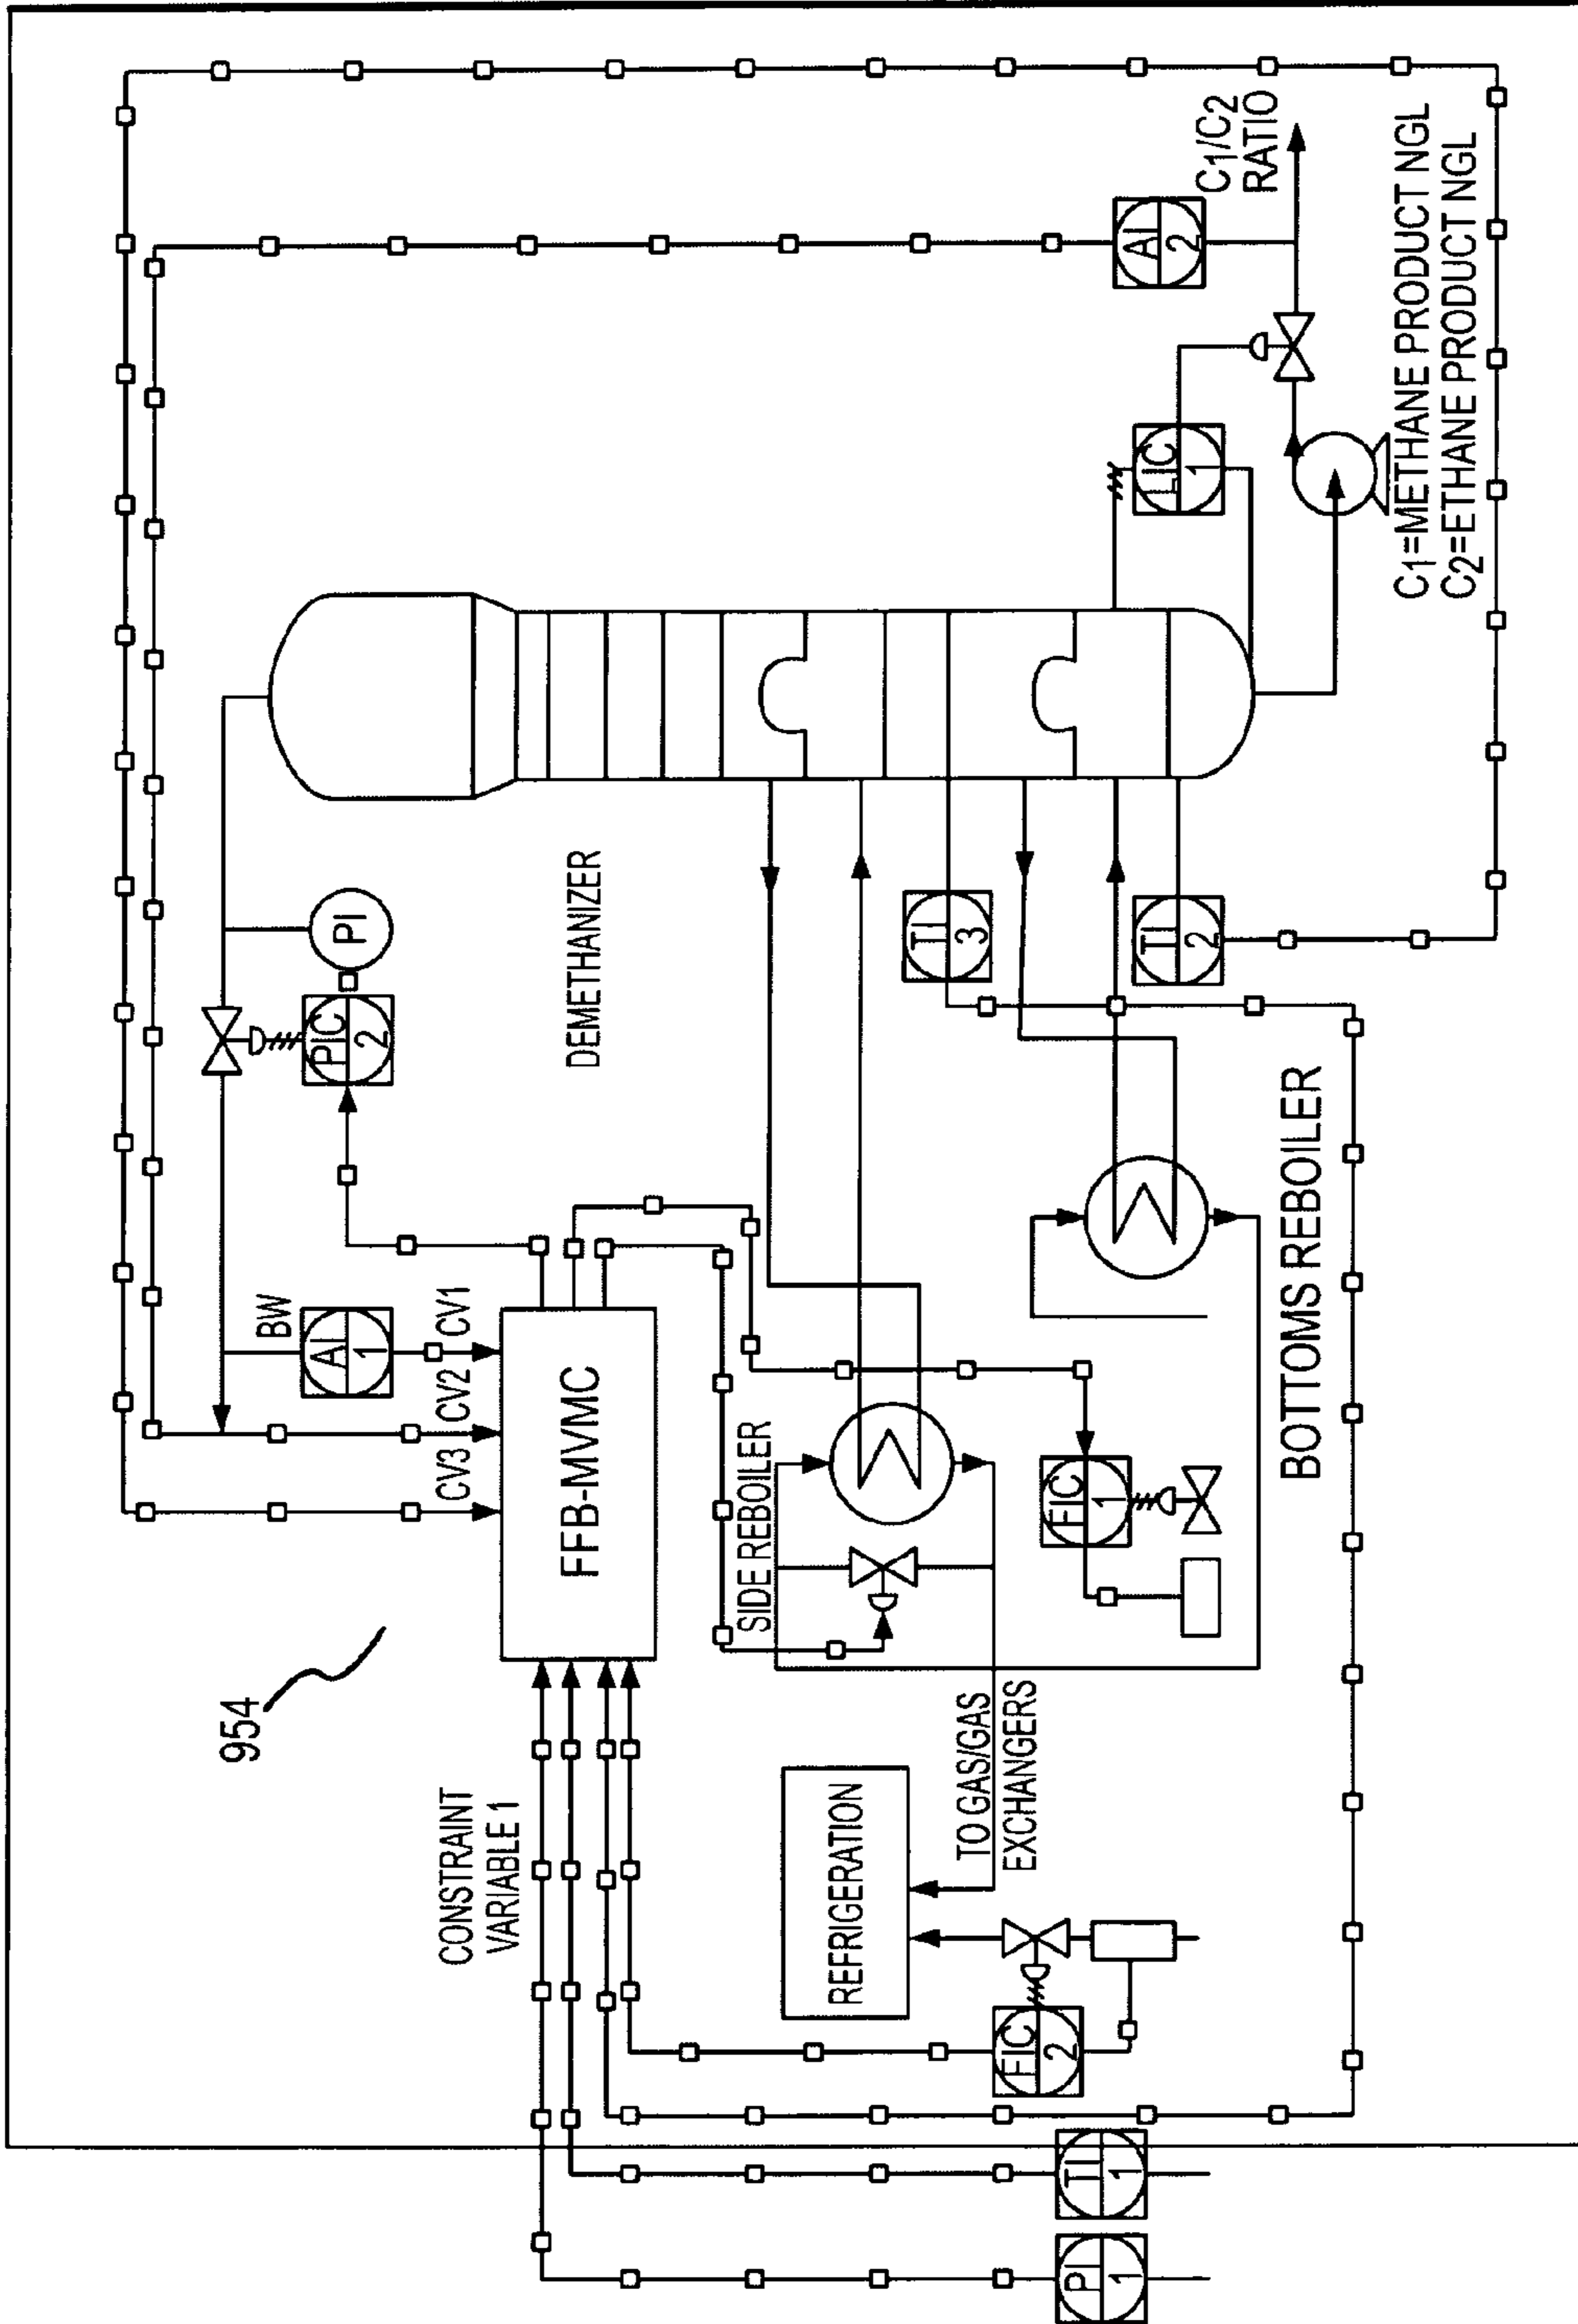 954
CONSTRAINT
VARIABLE 1
CV3
CV2
CV1
BW
AI
1
FFB-MVMC
PIC
2
PI
DEMETHANIZER
SIDE REBOILER
REFRIGERATION
TO GAS/GAS
EXCHANGERS
FIC
2
FIC
1
TI
3
TI
2
BOTTOMS REBOILER
PI
1
TI
1
LIC
1
AI
2
C1/C2
RATIO
C1=METHANE PRODUCT NGL
C2=ETHANE PRODUCT NGL